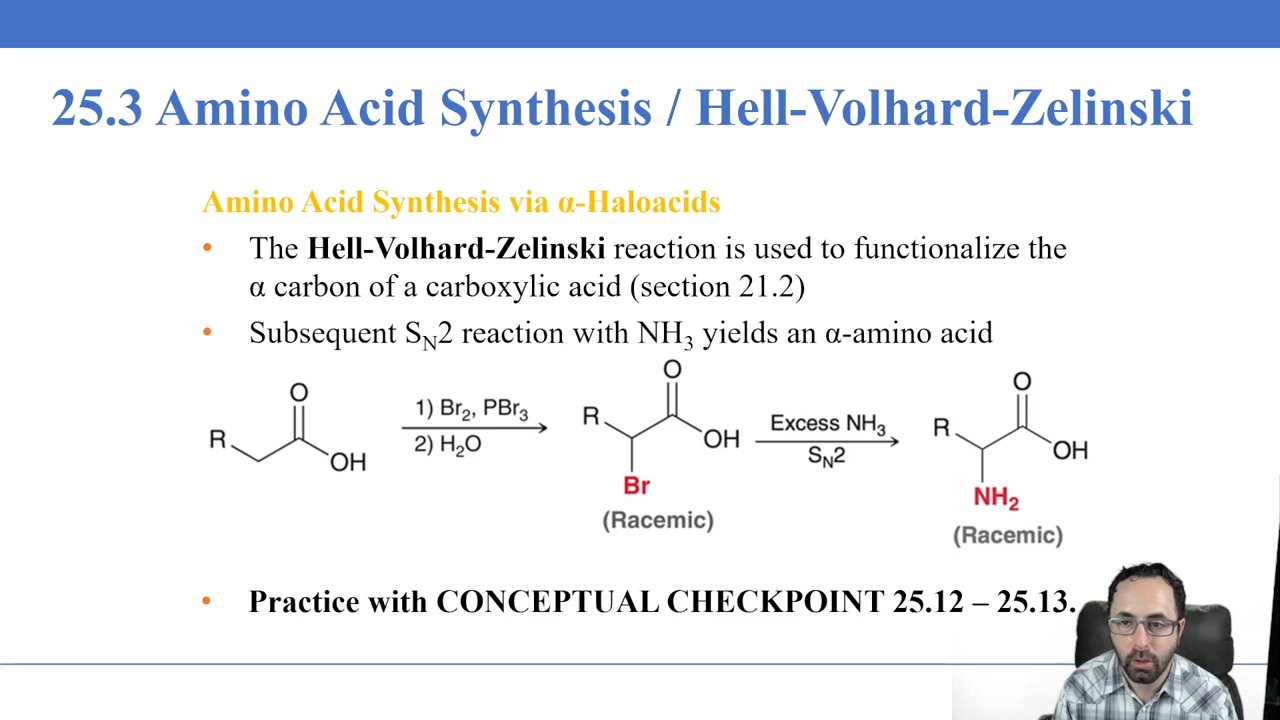 25.3 Amino Acid Synthesis / Hell-Volhard-Zelinski
Amino Acid Synthesis via α-Haloacids
• The Hell-Volhard-Zelinski reaction is used to functionalize the
α carbon of a carboxylic acid (section 21.2)
• Subsequent S_N2 reaction with NH₃ yields an α-amino acid
R
O
OH
1) Br₂, PBr₃
2) H₂O
R
O
OH
Br
(Racemic)
Excess NH₃
S_N2
R
O
OH
NH₂
(Racemic)
• Practice with CONCEPTUAL CHECKPOINT 25.12 – 25.13.